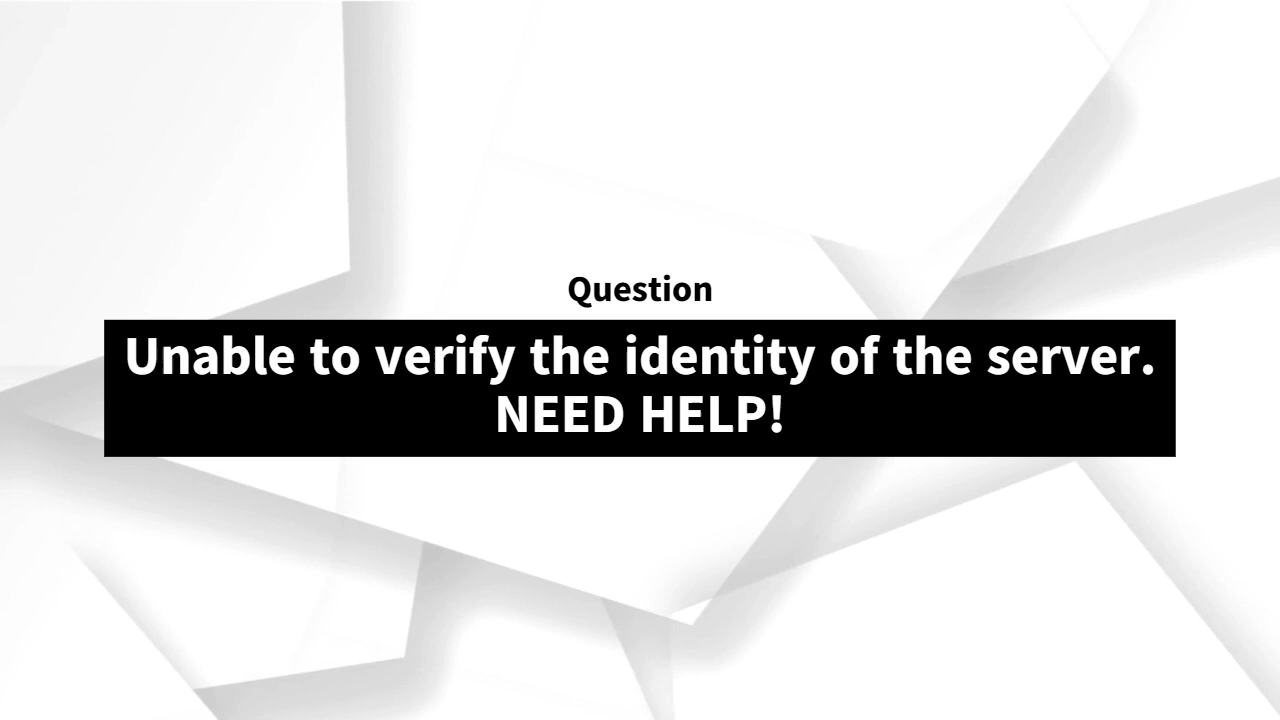 Question
Unable to verify the identity of the server.
NEED HELP!